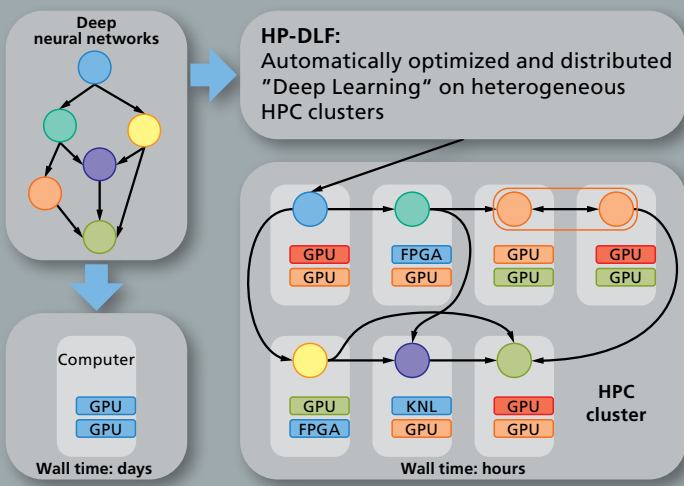 Deep
neural networks
HP-DLF:
Automatically optimized and distributed
"Deep Learning“ on heterogeneous
HPC clusters
GPU
GPU
FPGA
GPU
GPU
GPU
GPU
GPU
Computer
GPU
GPU
Wall time: days
GPU
FPGA
KNL
GPU
GPU
GPU
HPC
cluster
Wall time: hours